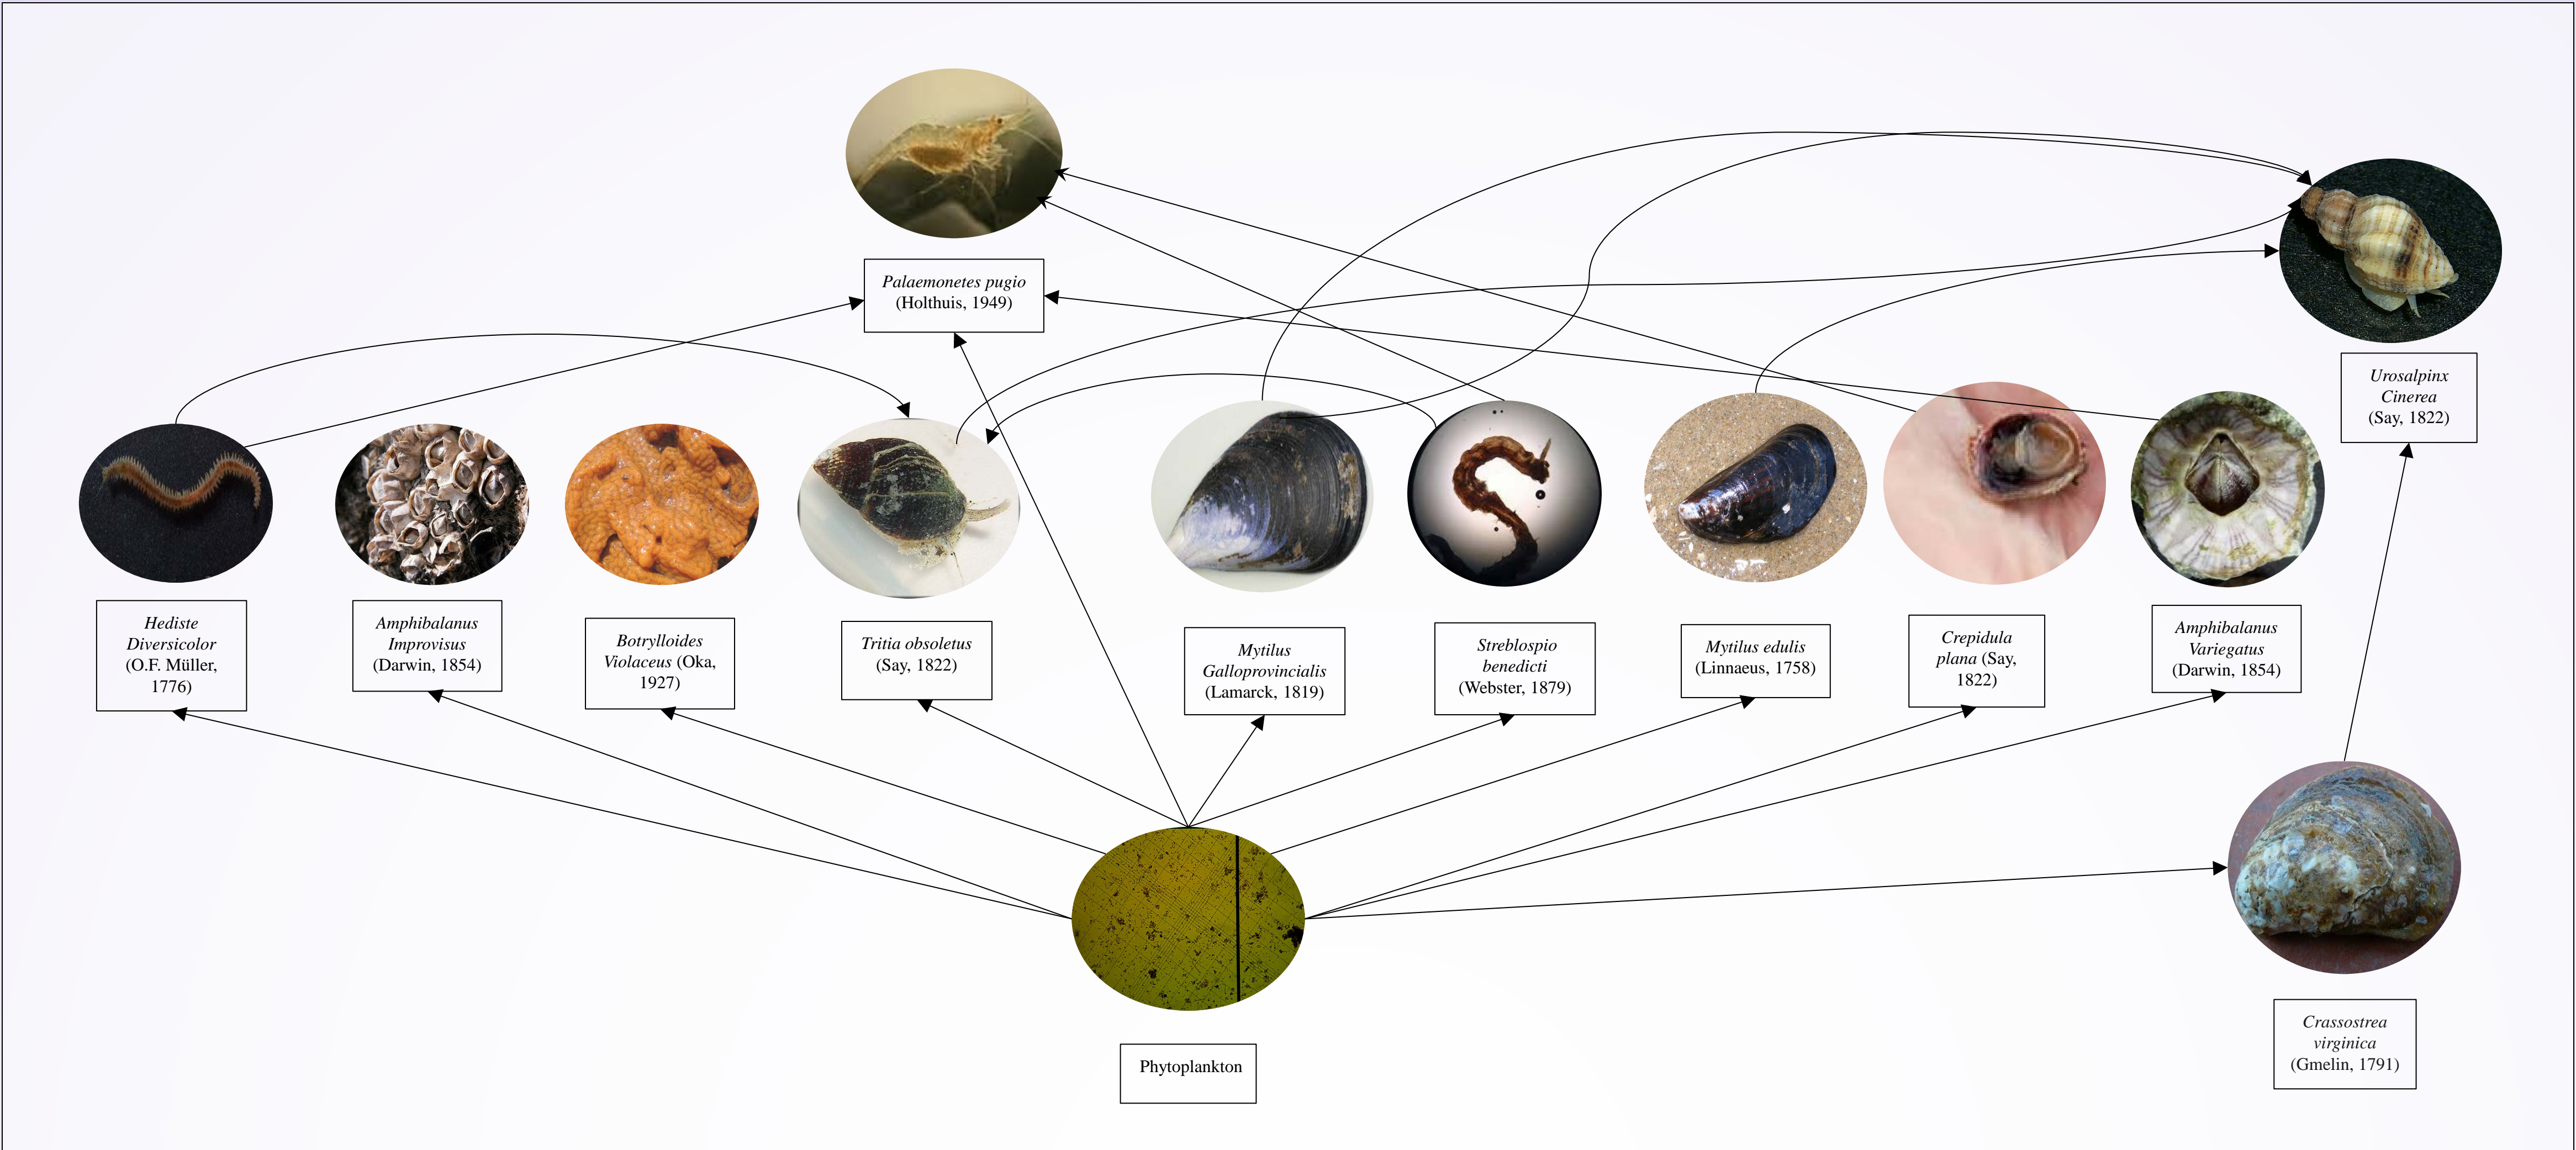 Palaemonetes pugio
(Holthuis, 1949)
Urosalpinx
Cinerea
(Say, 1822)
Hediste
Diversicolor
(O.F. Müller,
1776)
Amphibalanus
Improvisus
(Darwin, 1854)
Botrylloides
Violaceus (Oka,
1927)
Tritia obsoletus
(Say, 1822)
Mytilus
Galloprovincialis
(Lamarck, 1819)
Streblospio
benedicti
(Webster, 1879)
Mytilus edulis
(Linnaeus, 1758)
Crepidula
plana (Say,
1822)
Amphibalanus
Variegatus
(Darwin, 1854)
Phytoplankton
Crassostrea
virginica
(Gmelin, 1791)